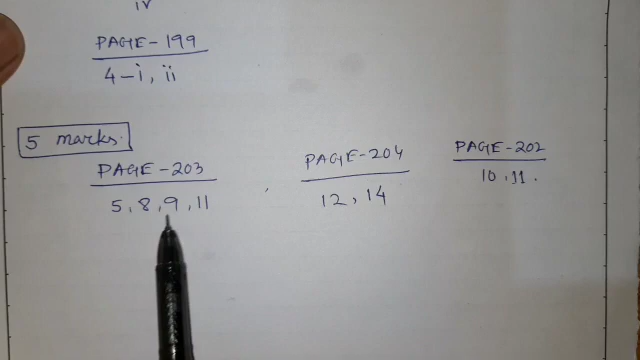 iv
PAGE-199
4-i, ii
5 marks.
PAGE-203
5, 8, 9, 11
PAGE-204
12, 14
PAGE-202
10, 11.